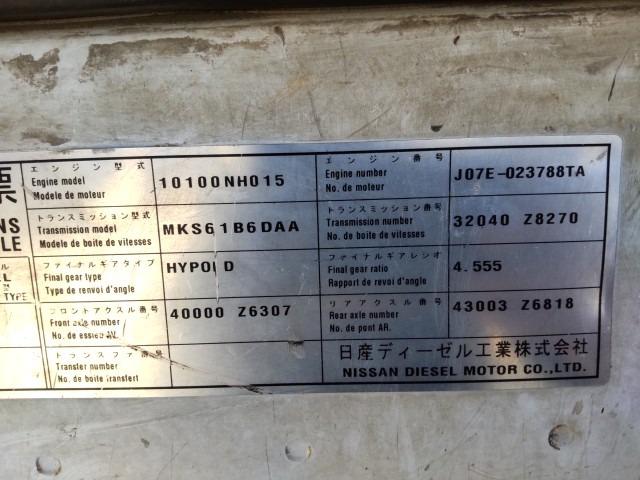 票
NS
LE
ル
EL
TYPE
エンジン型式
Engine model
Modele de moteur
10100NH015
エンジン番号
Engine number
No. de moteur
J07E-023788TA
トランスミッション型式
Transmission model
Modele de boite de vitesses
MKS61B6DAA
トランスミッション番号
Transmission number
No. de boite de vitesses
32040 Z8270
ファイナルギアタイプ
Final gear type
Type de renvoi d'angle
HYPOID
ファイナルギアレシオ
Final gear ratio
Rapport de revoi d'angle
4.555
フロントアクスル番号
Front axle number
No. de essieu AV.
40000 Z6307
リアアクスル番号
Rear axle number
No. de pont AR.
43003 Z6818
トランスファ番号
Transfer number
No. de boite transfert
日産ディーゼル工業株式会社
NISSAN DIESEL MOTOR CO.,LTD.